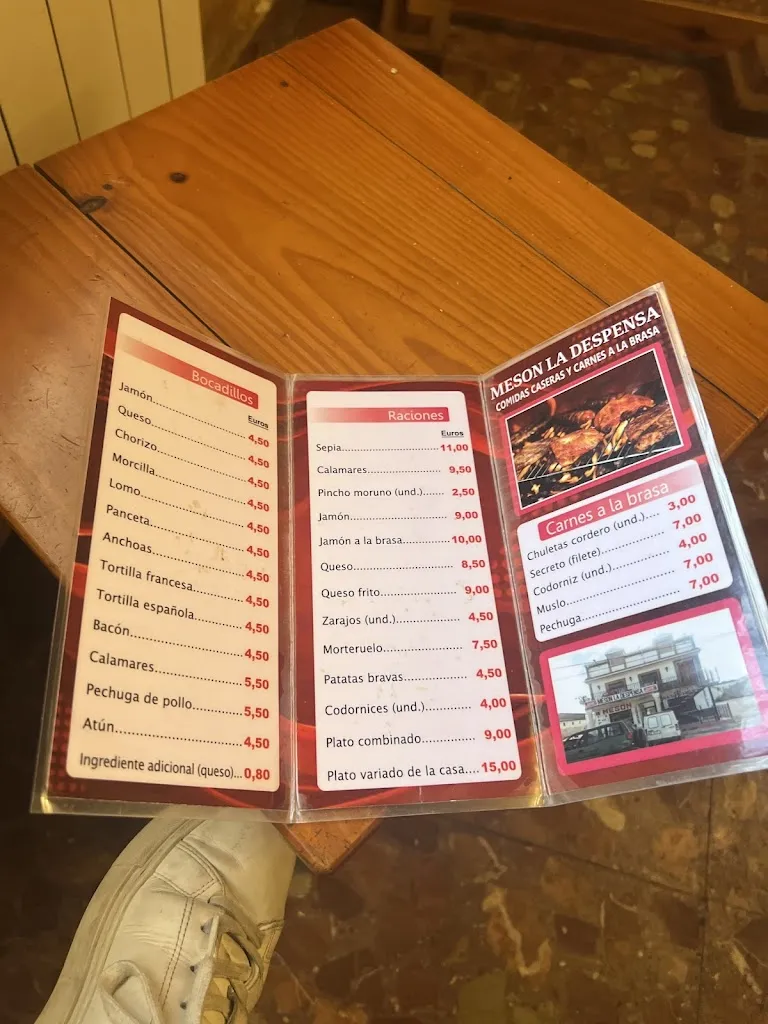 Bocadillos
Euros
Jamón 4,50
Queso 4,50
Chorizo 4,50
Morcilla 4,50
Lomo 4,50
Panceta 4,50
Anchoas 4,50
Tortilla francesa 4,50
Tortilla española 4,50
Bacón 4,50
Calamares 5,50
Pechuga de pollo 5,50
Atún 4,50
Ingrediente adicional (queso)... 0,80
Raciones
Euros
Sepia 11,00
Calamares 9,50
Pincho moruno (und.) 2,50
Jamón 9,00
Jamón a la brasa 10,00
Queso 8,50
Queso frito 9,00
Zarajos (und.) 4,50
Morteruelo 7,50
Patatas bravas 4,50
Codornices (und.) 4,00
Plato combinado 9,00
Plato variado de la casa.... 15,00
MESON LA DESPENSA
COMIDAS CASERAS Y CARNES A LA BRASA
Carnes a la brasa
Chuletas cordero (und.).... 3,00
Secreto (filete) 7,00
Codorniz (und.) 4,00
Muslo 7,00
Pechuga 7,00
MESON LA DESPENSA